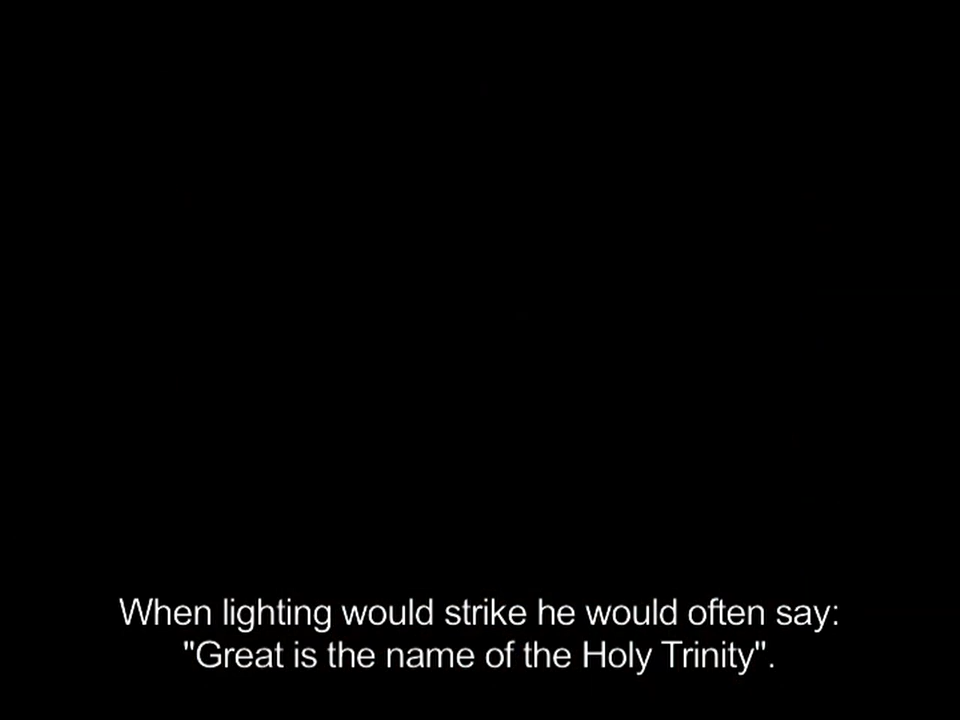 When lighting would strike he would often say:
"Great is the name of the Holy Trinity".